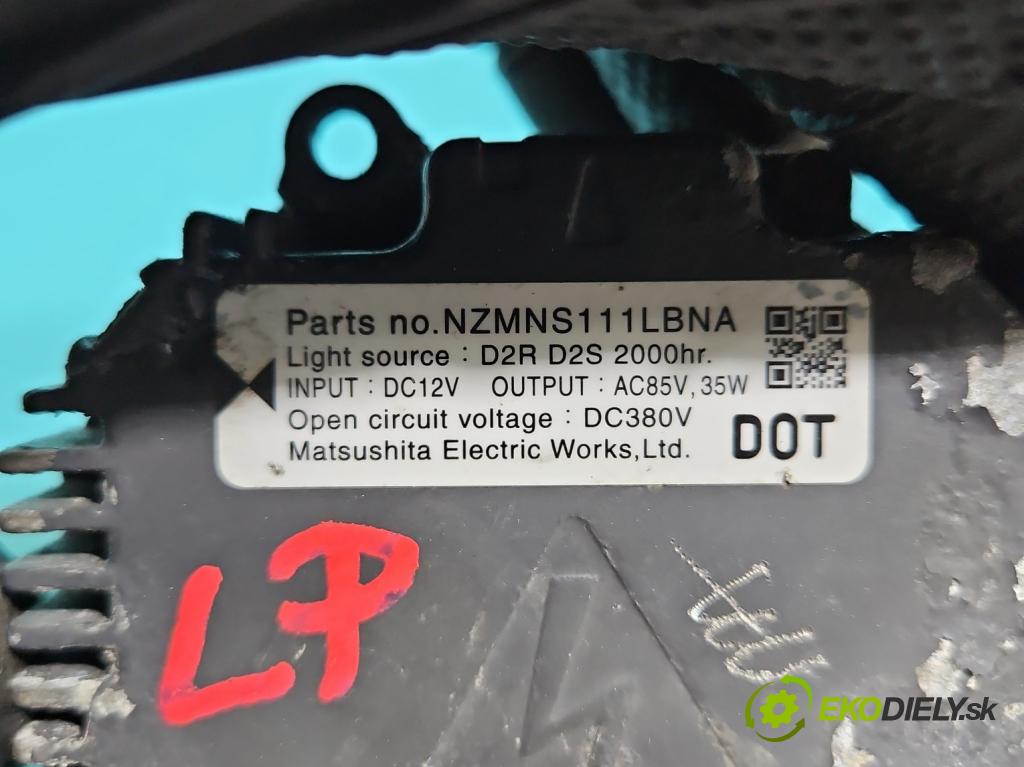 Parts no.NZMNS111LBNA
Light source : D2R D2S 2000hr.
INPUT : DC12V OUTPUT : AC85V, 35W
Open circuit voltage : DC380V
Matsushita Electric Works,Ltd.
DOT
LP
EKODIELY.sk